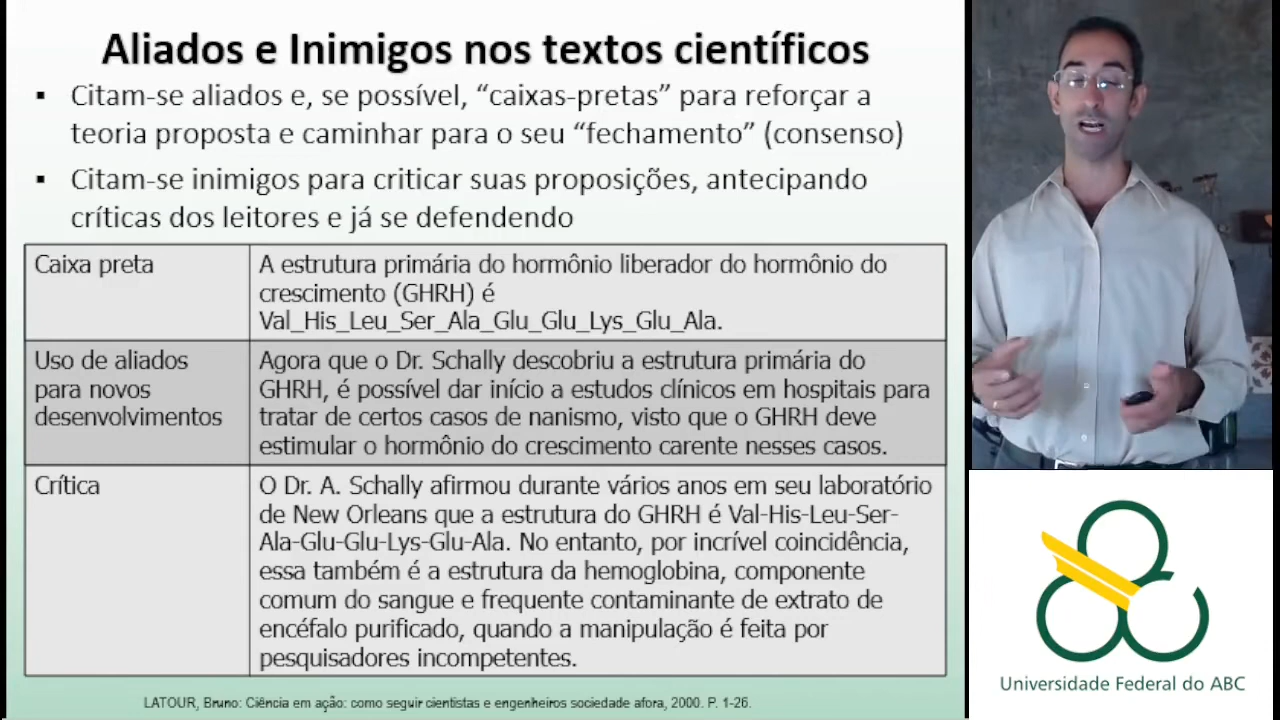 Aliados e Inimigos nos textos científicos
▪ Citam-se aliados e, se possível, “caixas-pretas” para reforçar a
teoria proposta e caminhar para o seu “fechamento” (consenso)
▪ Citam-se inimigos para criticar suas proposições, antecipando
críticas dos leitores e já se defendendo
Caixa preta
A estrutura primária do hormônio liberador do hormônio do
crescimento (GHRH) é
Val_His_Leu_Ser_Ala_Glu_Glu_Lys_Glu_Ala.
Uso de aliados
para novos
desenvolvimentos
Agora que o Dr. Schally descobriu a estrutura primária do
GHRH, é possível dar início a estudos clínicos em hospitais para
tratar de certos casos de nanismo, visto que o GHRH deve
estimular o hormônio do crescimento carente nesses casos.
Crítica
O Dr. A. Schally afirmou durante vários anos em seu laboratório
de New Orleans que a estrutura do GHRH é Val-His-Leu-Ser-
Ala-Glu-Glu-Lys-Glu-Ala. No entanto, por incrível coincidência,
essa também é a estrutura da hemoglobina, componente
comum do sangue e frequente contaminante de extrato de
encéfalo purificado, quando a manipulação é feita por
pesquisadores incompetentes.
LATOUR, Bruno: Ciência em ação: como seguir cientistas e engenheiros sociedade afora, 2000. P. 1-26.
Universidade Federal do ABC